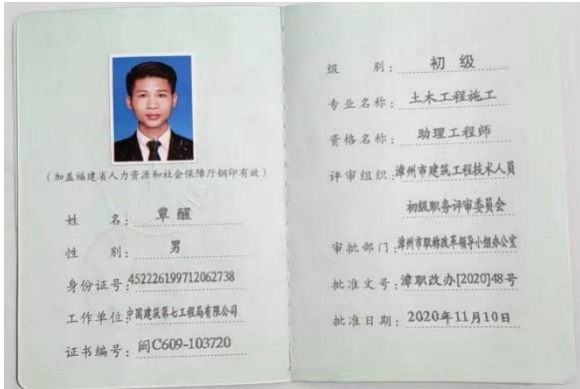 (加盖福建省人力资源和社会保障厅钢印有效)
姓 名: 覃醒
性 别: 男
身份证号: 452226199712062738
工作单位: 中国建筑第七工程局有限公司
证书编号: 闽C609-103720
级 别: 初 级
专业名称: 土木工程施工
资格名称: 助理工程师
评审组织: 漳州市建筑工程技术人员
初级职务评审委员会
审批部门: 漳州市职称改革领导小组办公室
批准文号: 漳职改办[2020]48号
批准日期: 2020年11月10日